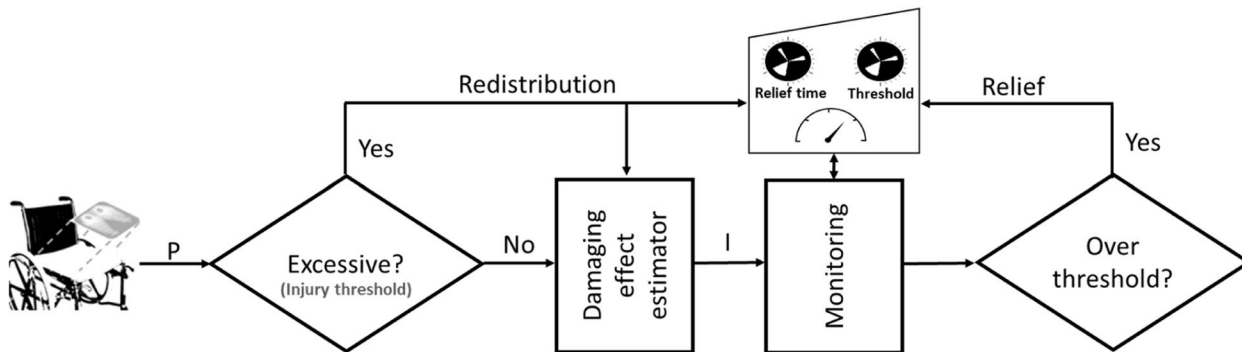 Redistribution
Relief time
Threshold
Relief
Yes
Yes
P
Excessive?
(Injury threshold)
No
Damaging
effect
estimator
I
Monitoring
Over
threshold?